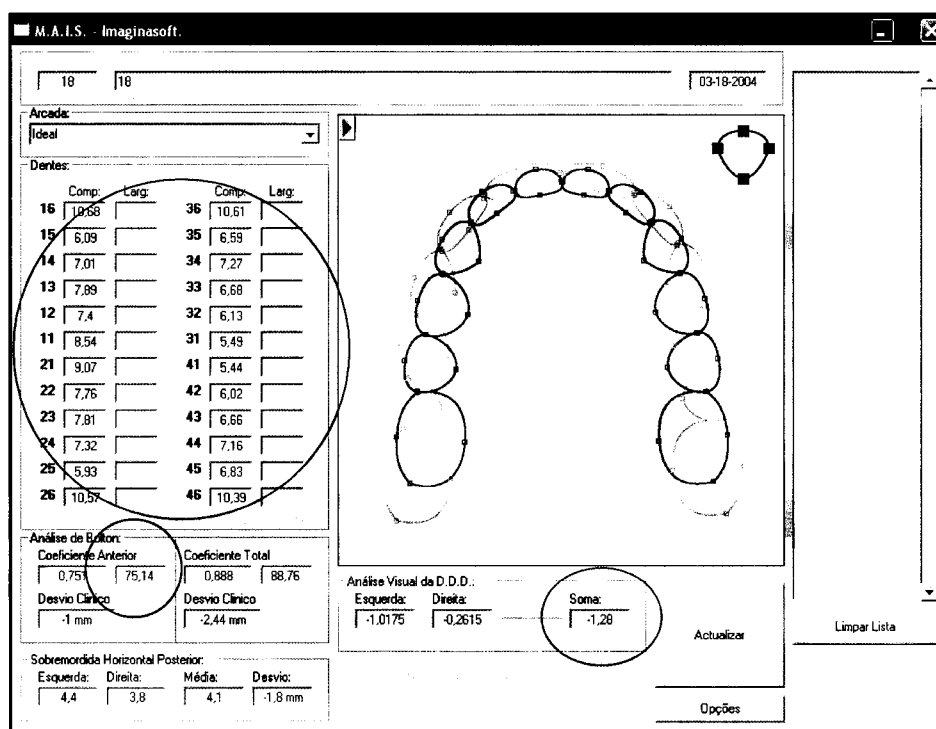 M.A.I.S. - Imaginasoft.
18 18 03-18-2004
Arcada:
Ideal
Dentes:
Comp: Larg: Comp: Larg:
16 10,68 36 10,61
15 6,09 35 6,59
14 7,01 34 7,27
13 7,89 33 6,68
12 7,4 32 6,13
11 8,54 31 5,49
21 9,07 41 5,44
22 7,76 42 6,02
23 7,81 43 6,66
24 7,32 44 7,16
25 5,93 45 6,83
26 10,57 46 10,39
Análise de Bolton:
Coeficiente Anterior Coeficiente Total
0,751 75,14 0,888 88,76
Desvio Clínico Desvio Clínico
-1 mm -2,44 mm
Análise Visual da D.D.D.:
Esquerda: Direita: Soma:
-1,0175 -0,2615 -1,28
Actualizar
Limpar Lista
Sobremordida Horizontal Posterior:
Esquerda: Direita: Média: Desvio:
4,4 3,8 4,1 -1,8 mm
Opções